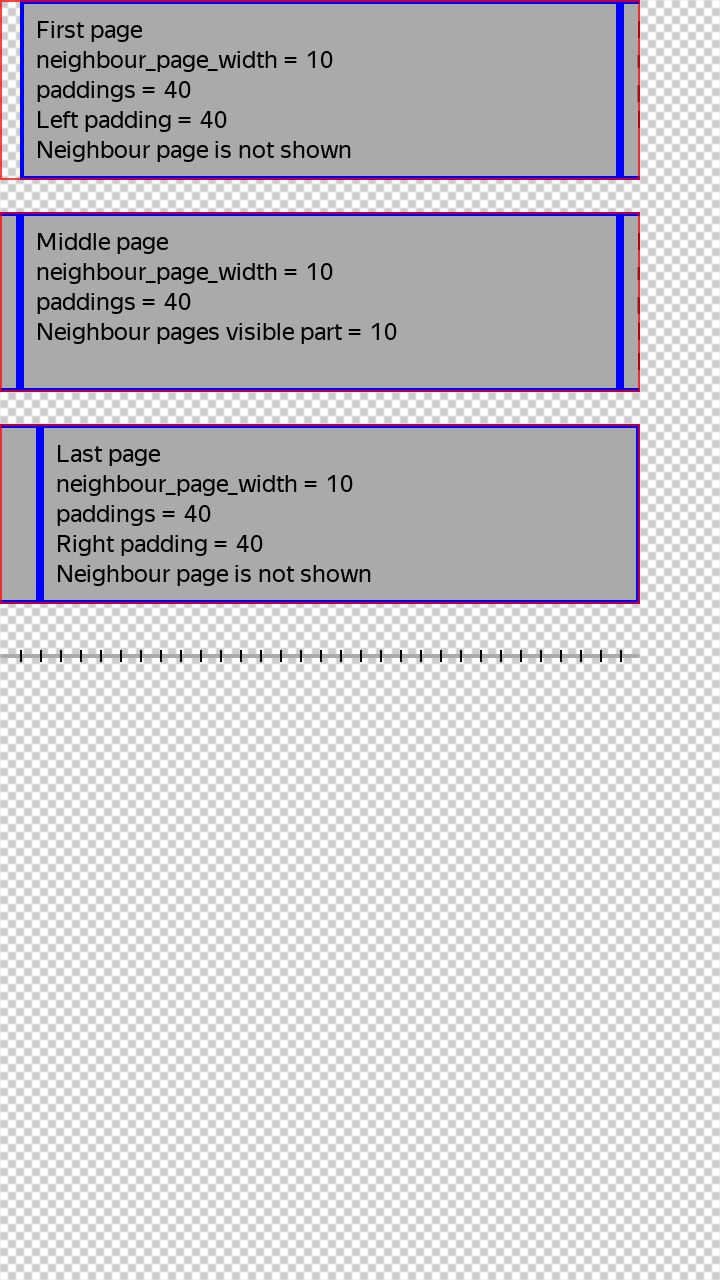 First page
neighbour_page_width = 10
paddings = 40
Left padding = 40
Neighbour page is not shown
Middle page
neighbour_page_width = 10
paddings = 40
Neighbour pages visible part = 10
Last page
neighbour_page_width = 10
paddings = 40
Right padding = 40
Neighbour page is not shown